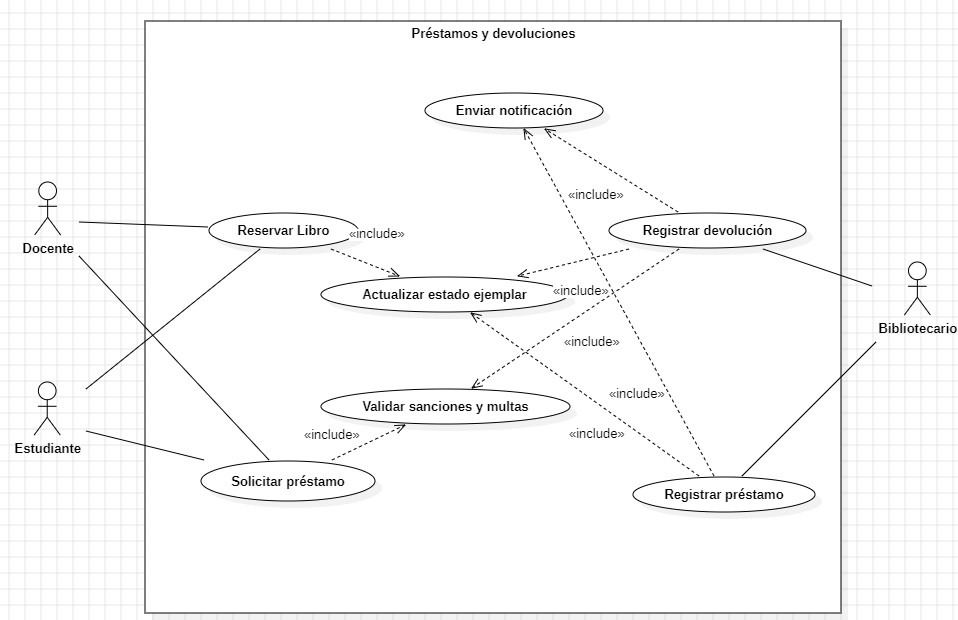 Préstamos y devoluciones
Enviar notificación
«include»
Docente
Reservar Libro
«include»
Registrar devolución
Actualizar estado ejemplar
«include»
Bibliotecario
«include»
Estudiante
Validar sanciones y multas
«include»
«include»
«include»
Solicitar préstamo
Registrar préstamo